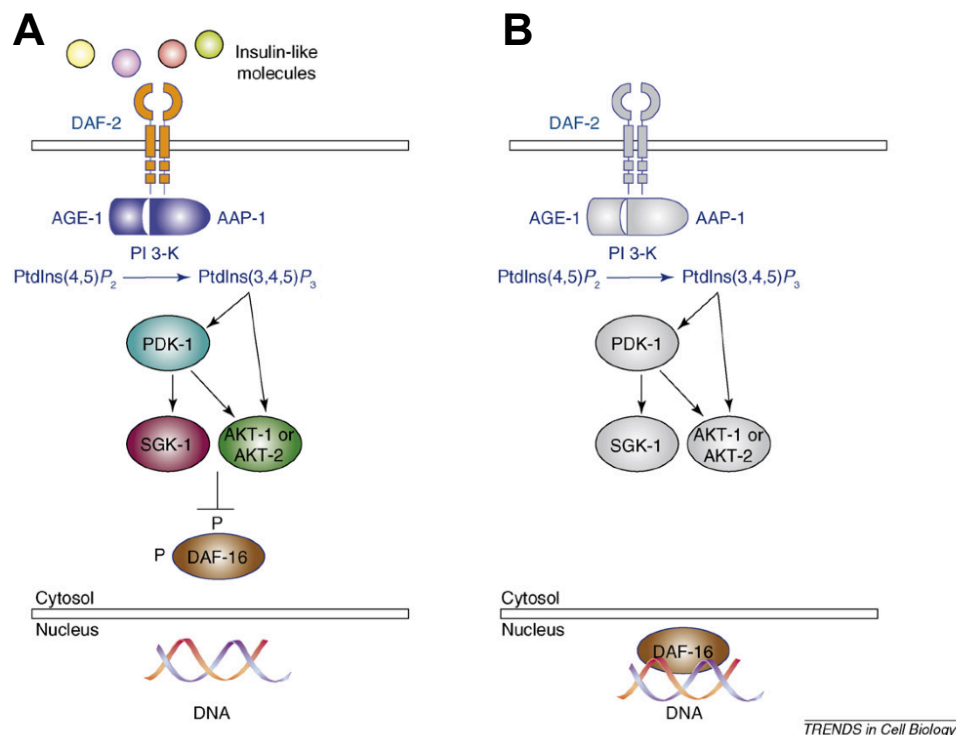 A
Insulin-like
molecules
DAF-2
AGE-1
AAP-1
PI 3-K
PtdIns(4,5)P2
PtdIns(3,4,5)P3
PDK-1
SGK-1
AKT-1 or
AKT-2
P
P
DAF-16
Cytosol
Nucleus
DNA
B
DAF-2
AGE-1
AAP-1
PI 3-K
PtdIns(4,5)P2
PtdIns(3,4,5)P3
PDK-1
SGK-1
AKT-1 or
AKT-2
Cytosol
Nucleus
DAF-16
DNA
TRENDS in Cell Biology